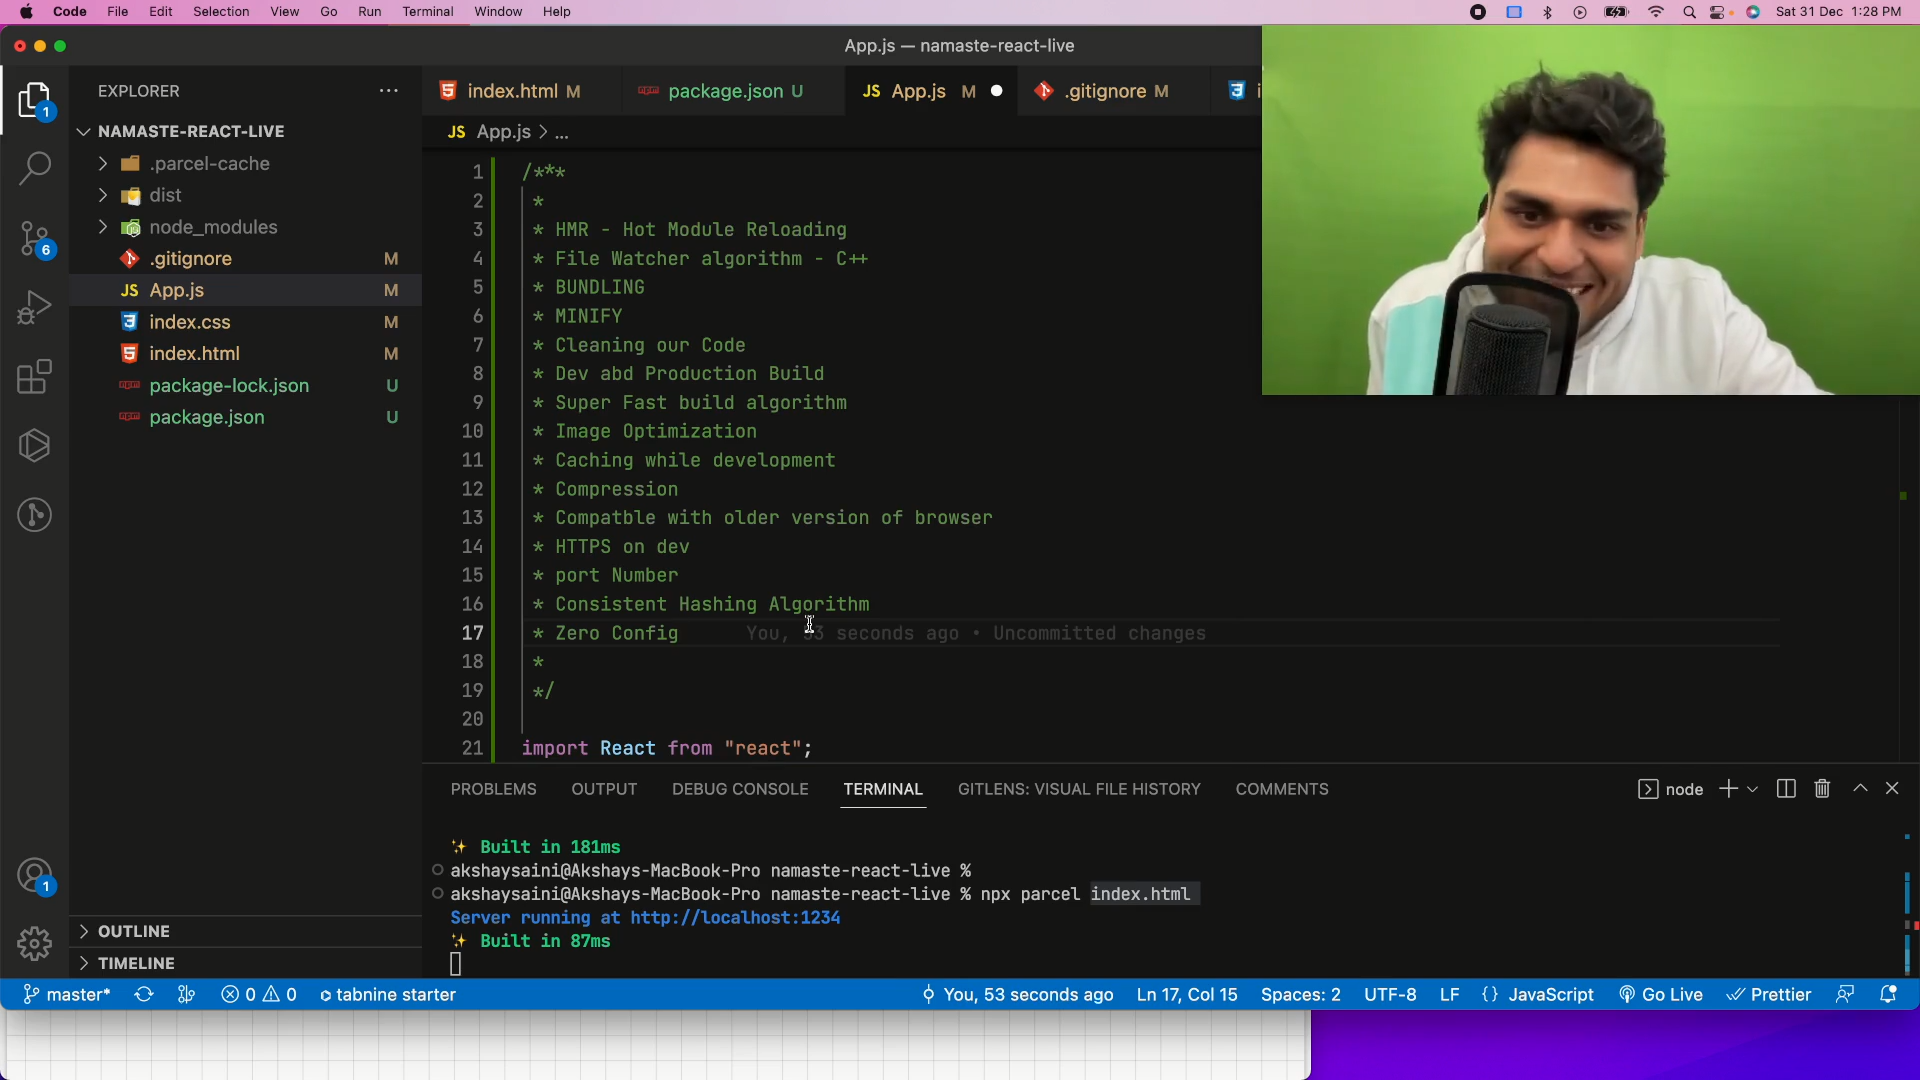 Code File Edit Selection View Go Run Terminal Window Help Sat 31 Dec 1:28 PM
App.js — namaste-react-live
EXPLORER
index.html M
package.json U
JS App.js M
.gitignore M
NAMASTE-REACT-LIVE
.parcel-cache
dist
node_modules
.gitignore M
JS App.js M
index.css M
index.html M
package-lock.json U
package.json U
OUTLINE
TIMELINE
JS App.js > ...
1 /***
2 *
3 * HMR - Hot Module Reloading
4 * File Watcher algorithm - C++
5 * BUNDLING
6 * MINIFY
7 * Cleaning our Code
8 * Dev abd Production Build
9 * Super Fast build algorithm
10 * Image Optimization
11 * Caching while development
12 * Compression
13 * Compatble with older version of browser
14 * HTTPS on dev
15 * port Number
16 * Consistent Hashing Algorithm
17 * Zero Config You, 53 seconds ago • Uncommitted changes
18 *
19 */
20
21 import React from "react";
PROBLEMS OUTPUT DEBUG CONSOLE TERMINAL GITLENS: VISUAL FILE HISTORY COMMENTS node
✨ Built in 181ms
akshaysaini@Akshays-MacBook-Pro namaste-react-live %
akshaysaini@Akshays-MacBook-Pro namaste-react-live % npx parcel index.html
Server running at http://localhost:1234
✨ Built in 87ms
1
6
1
master* 0 0 tabnine starter You, 53 seconds ago Ln 17, Col 15 Spaces: 2 UTF-8 LF {} JavaScript Go Live Prettier